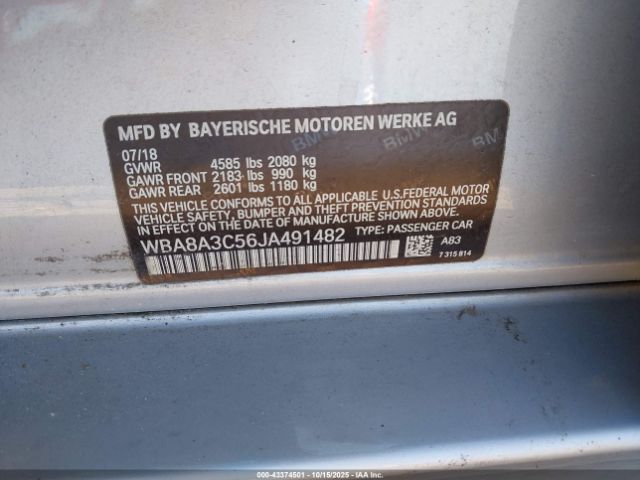 MFD BY BAYERISCHE MOTOREN WERKE AG
07/18
GVWR 4585 lbs 2080 kg
GAWR FRONT 2183 lbs 990 kg
GAWR REAR 2601 lbs 1180 kg
THIS VEHICLE CONFORMS TO ALL APPLICABLE U.S.FEDERAL MOTOR
VEHICLE SAFETY, BUMPER, AND THEFT PREVENTION STANDARDS
IN EFFECT ON THE DATE OF MANUFACTURE SHOWN ABOVE.
WBA8A3C56JA491482 TYPE: PASSENGER CAR
A83
7 315 814
000-43374501 - 10/15/2025 - IAAI.COM